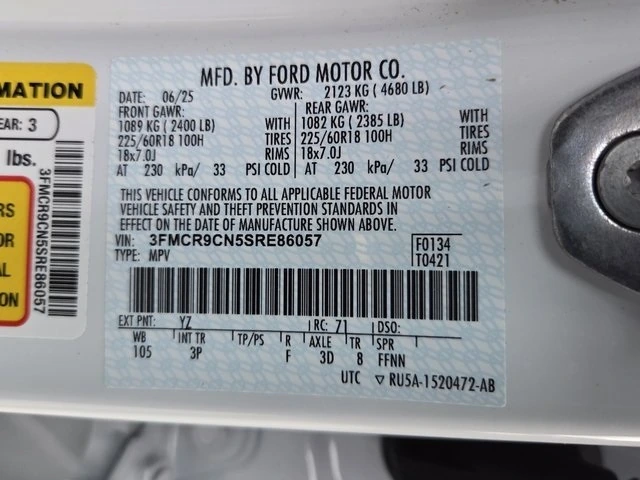 MFD. BY FORD MOTOR CO.
DATE: 06/25 GVWR: 2123 KG ( 4680 LB)
FRONT GAWR: REAR GAWR:
1089 KG ( 2400 LB) WITH 1082 KG ( 2385 LB) WITH
225/60R18 100H TIRES 225/60R18 100H TIRES
18x7.0J RIMS 18x7.0J RIMS
AT 230 kPa/ 33 PSI COLD AT 230 kPa/ 33 PSI COLD
THIS VEHICLE CONFORMS TO ALL APPLICABLE FEDERAL MOTOR
VEHICLE SAFETY AND THEFT PREVENTION STANDARDS IN
EFFECT ON THE DATE OF MANUFACTURE SHOWN ABOVE.
VIN: 3FMCR9CN5SRE86057 F0134
TYPE: MPV T0421
EXT PNT: YZ RC: 71 DSO:
WB INT TR TP/PS R AXLE TR SPR
105 3P F 3D 8 FFNN
UTC ▽RU5A-1520472-AB
MATION
EAR: 3
lbs.
3FMCR9CN5SRE86057
RS
OR
AL
ION